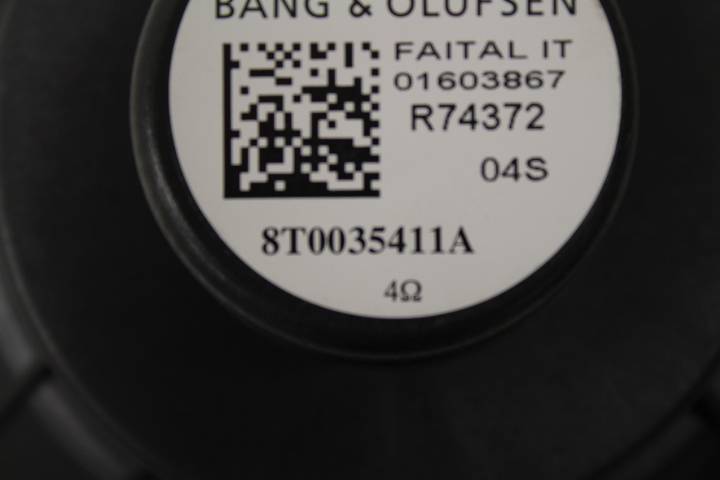 BANG & OLUFSEN
FAITAL IT
01603867
R74372
04S
8T0035411A
4Ω